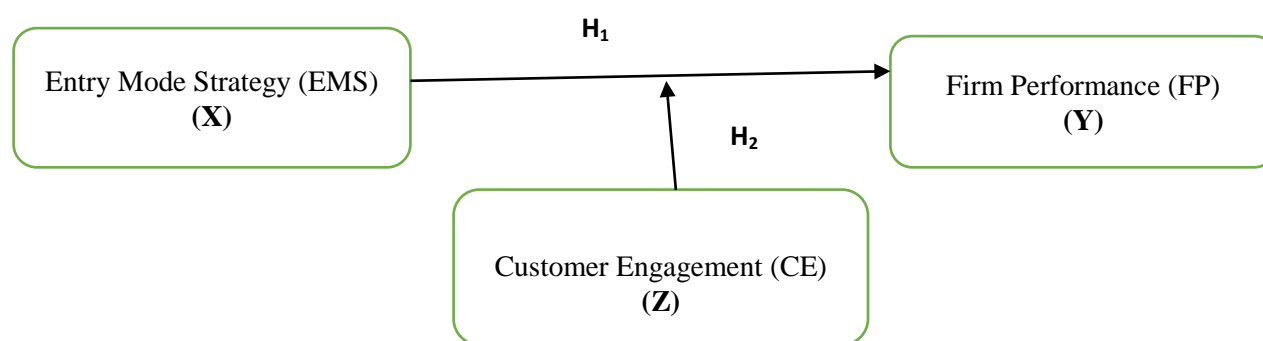 H₁
Entry Mode Strategy (EMS)
(X)
Firm Performance (FP)
(Y)
H₂
Customer Engagement (CE)
(Z)